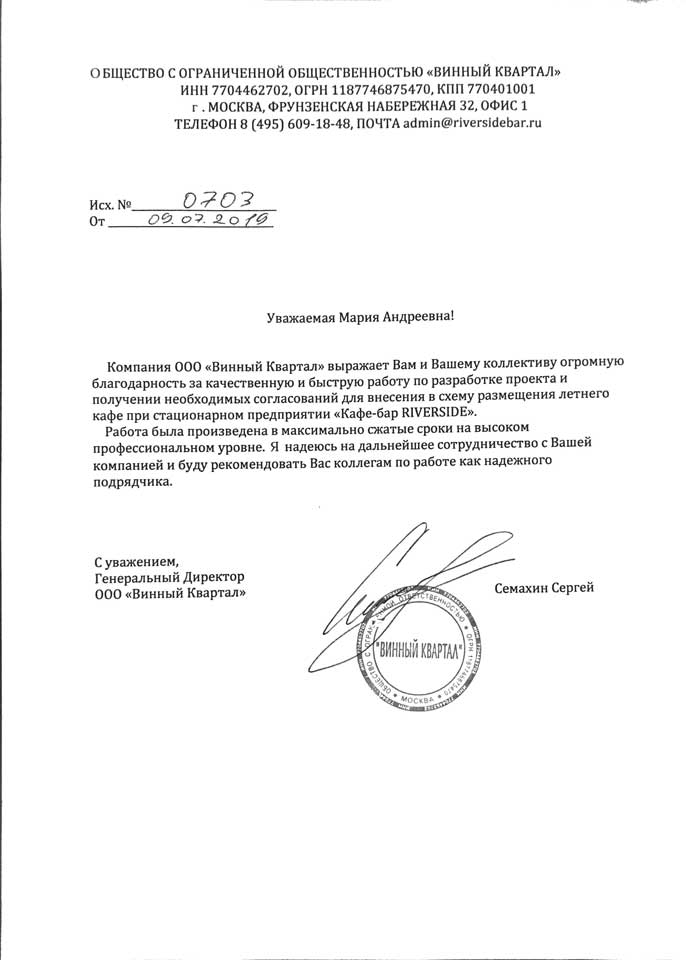 О БЩЕСТВО С ОГРАНИЧЕННОЙ ОБЩЕСТВЕННОСТЬЮ «ВИННЫЙ КВАРТАЛ»
ИНН 7704462702, ОГРН 1187746875470, КПП 770401001
г . МОСКВА, ФРУНЗЕНСКАЯ НАБЕРЕЖНАЯ 32, ОФИС 1
ТЕЛЕФОН 8 (495) 609-18-48, ПОЧТА admin@riversidebar.ru
Исх. № 0703
От 09.07.2019
Уважаемая Мария Андреевна!
Компания ООО «Винный Квартал» выражает Вам и Вашему коллективу огромную
благодарность за качественную и быструю работу по разработке проекта и
получении необходимых согласований для внесения в схему размещения летнего
кафе при стационарном предприятии «Кафе-бар RIVERSIDE».
Работа была произведена в максимально сжатые сроки на высоком
профессиональном уровне. Я надеюсь на дальнейшее сотрудничество с Вашей
компанией и буду рекомендовать Вас коллегам по работе как надежного
подрядчика.
С уважением,
Генеральный Директор
ООО «Винный Квартал»
Семахин Сергей
ОБЩЕСТВО С ОГРАНИЧЕННОЙ ОТВЕТСТВЕННОСТЬЮ * ОГРН 1187746875470
"ВИННЫЙ КВАРТАЛ"
* МОСКВА *